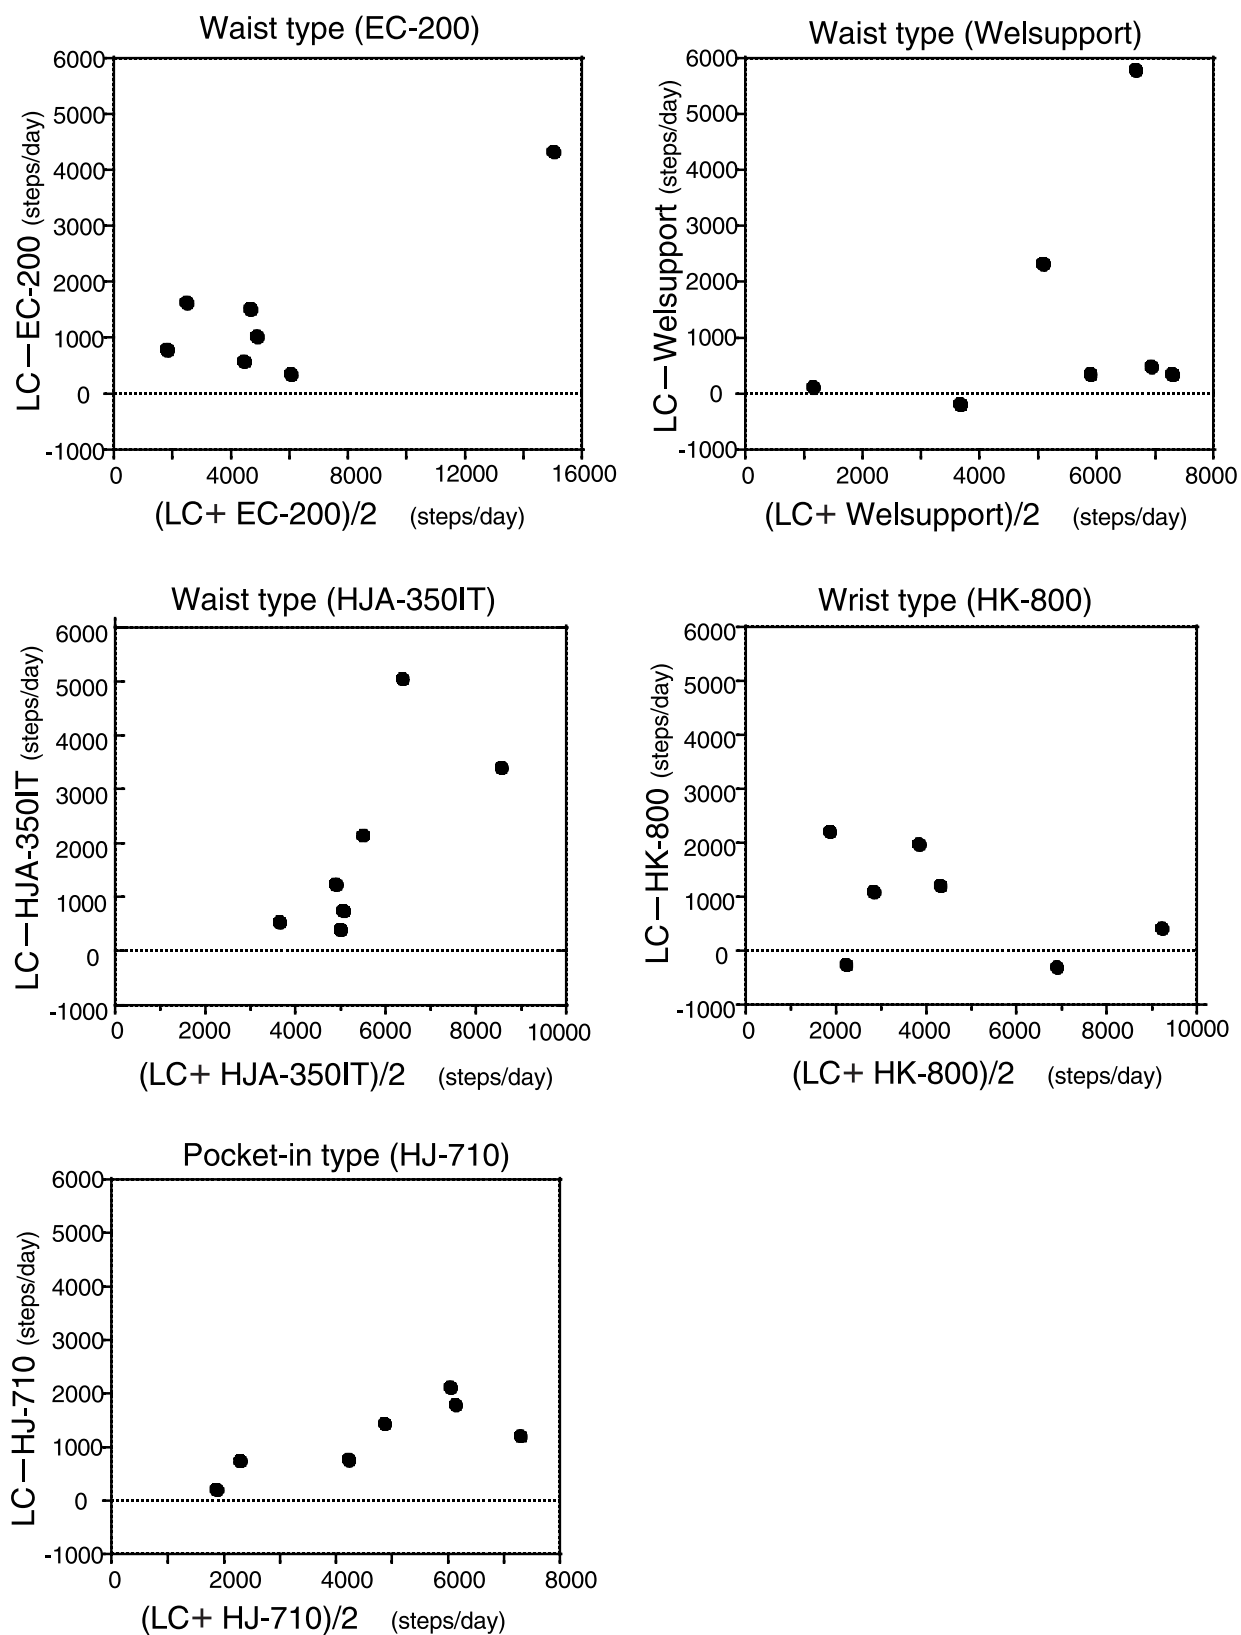 Waist type (EC-200)
6000
5000
4000
3000
2000
1000
0
-1000
LC—EC-200 (steps/day)
0 4000 8000 12000 16000
(LC+ EC-200)/2 (steps/day)
Waist type (Welsupport)
6000
5000
4000
3000
2000
1000
0
-1000
LC—Welsupport (steps/day)
0 2000 4000 6000 8000
(LC+ Welsupport)/2 (steps/day)
Waist type (HJA-350IT)
6000
5000
4000
3000
2000
1000
0
-1000
LC—HJA-350IT (steps/day)
0 2000 4000 6000 8000 10000
(LC+ HJA-350IT)/2 (steps/day)
Wrist type (HK-800)
6000
5000
4000
3000
2000
1000
0
-1000
LC—HK-800 (steps/day)
0 2000 4000 6000 8000 10000
(LC+ HK-800)/2 (steps/day)
Pocket-in type (HJ-710)
6000
5000
4000
3000
2000
1000
0
-1000
LC—HJ-710 (steps/day)
0 2000 4000 6000 8000
(LC+ HJ-710)/2 (steps/day)